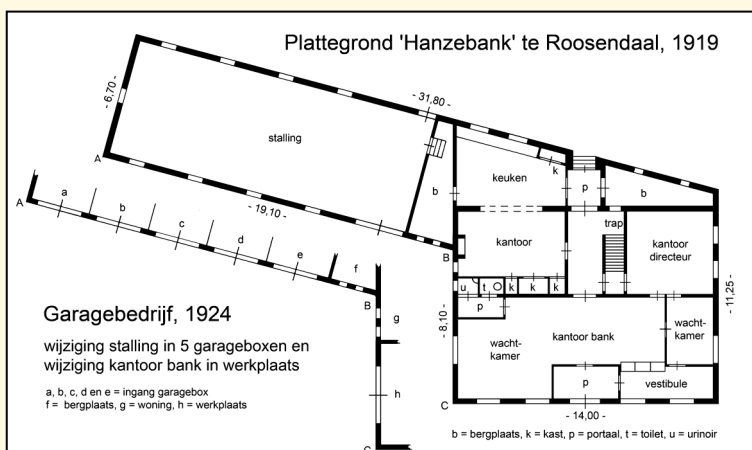 Plattegrond 'Hanzebank' te Roosendaal, 1919
- 6,70 -
- 31,80 -
stalling
A
- 19,10 -
b
keuken
k
p
b
trap
kantoor
kantoor
directeur
B
u
t
k
k
k
p
- 11,25 -
- 8,10 -
wacht-
kamer
kantoor bank
wacht-
kamer
p
vestibule
C
- 14,00 -
b = bergplaats, k = kast, p = portaal, t = toilet, u = urinoir
A
a
b
c
d
e
f
B
g
h
C
Garagebedrijf, 1924
wijziging stalling in 5 garageboxen en
wijziging kantoor bank in werkplaats
a, b, c, d en e = ingang garagebox
f = bergplaats, g = woning, h = werkplaats